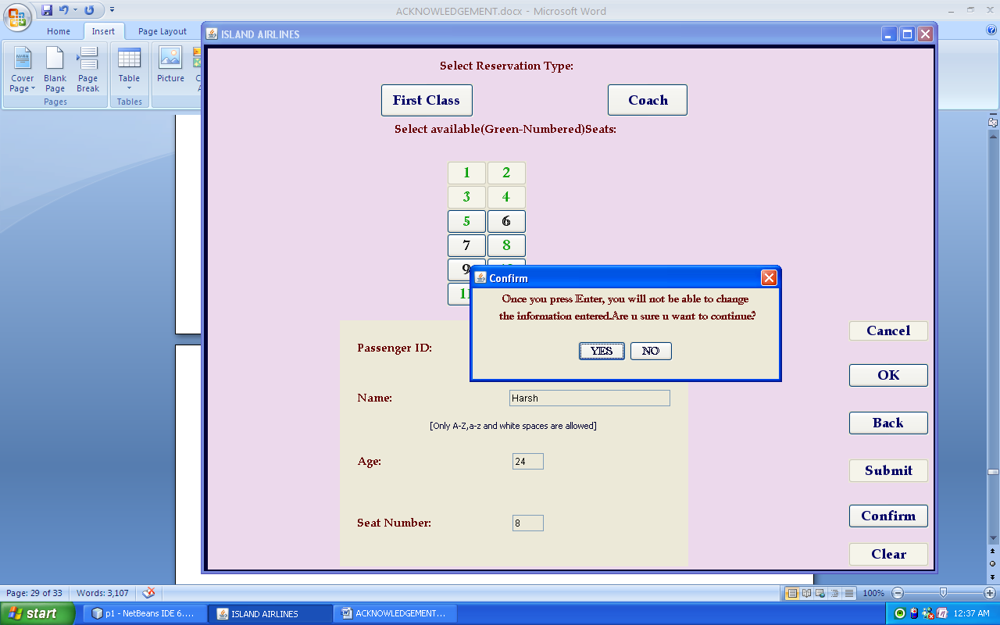 ACKNOWLEDGEMENT.docx - Microsoft Word
Home Insert Page Layout
Cover Page Blank Page Page Break Table Picture
Pages Tables
ISLAND AIRLINES
Select Reservation Type:
First Class Coach
Select available(Green-Numbered)Seats:
1 2
3 4
5 6
7 8
9
11
Confirm
Once you press Enter, you will not be able to change
the information entered.Are u sure u want to continue?
YES NO
Passenger ID:
Name: Harsh
[Only A-Z,a-z and white spaces are allowed]
Age: 24
Seat Number: 8
Cancel
OK
Back
Submit
Confirm
Clear
Page: 29 of 33 Words: 3,107 100%
start p1 - NetBeans IDE 6.... ISLAND AIRLINES ACKNOWLEDGEMENT... 12:37 AM